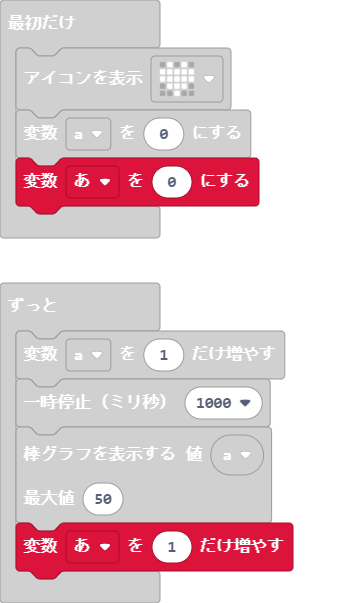 最初だけ
アイコンを表示
変数 a を 0 にする
変数 あ を 0 にする
ずっと
変数 a を 1 だけ増やす
一時停止（ミリ秒） 1000
棒グラフを表示する 値 a
最大値 50
変数 あ を 1 だけ増やす